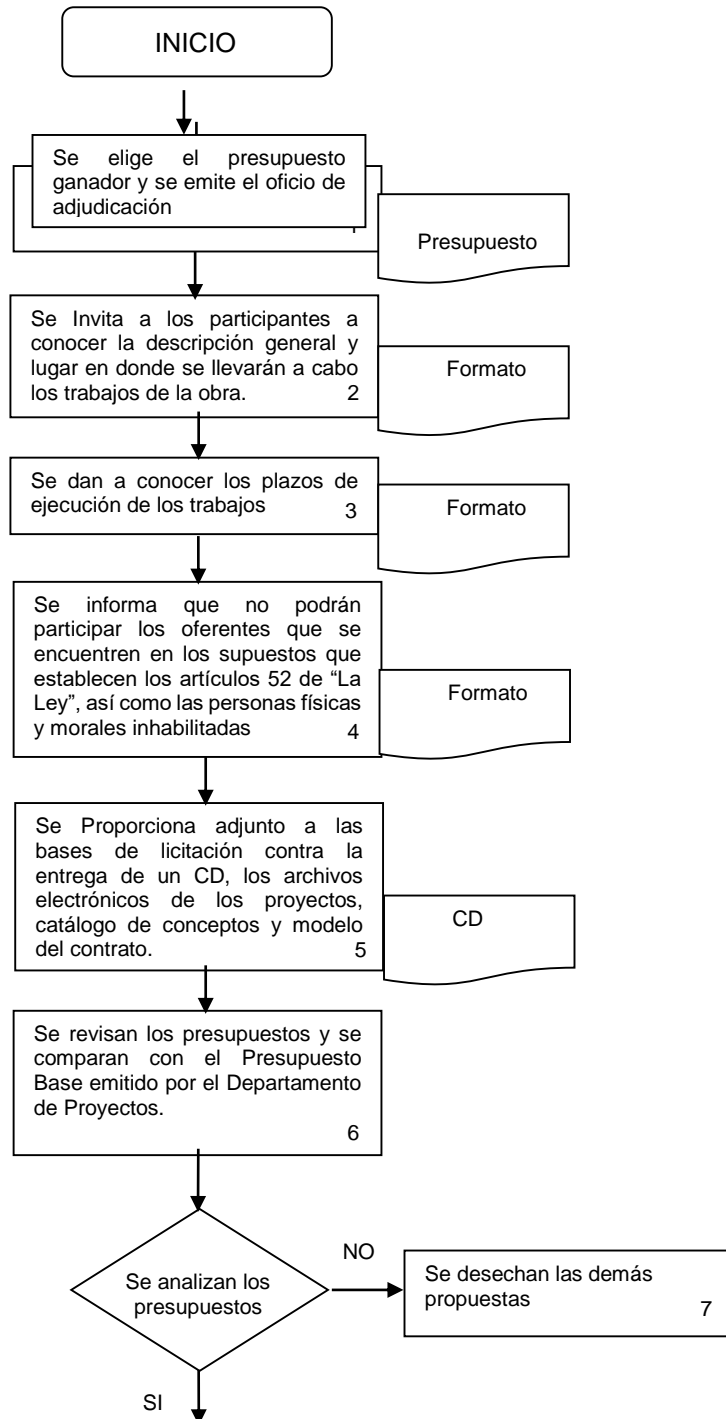 INICIO
Se elige el presupuesto
ganador y se emite el oficio de
adjudicación
Presupuesto
Se Invita a los participantes a
conocer la descripción general y
lugar en donde se llevarán a cabo
los trabajos de la obra.
2
Formato
Se dan a conocer los plazos de
ejecución de los trabajos
3
Formato
Se informa que no podrán
participar los oferentes que se
encuentren en los supuestos que
establecen los artículos 52 de “La
Ley”, así como las personas físicas
y morales inhabilitadas
4
Formato
Se Proporciona adjunto a las
bases de licitación contra la
entrega de un CD, los archivos
electrónicos de los proyectos,
catálogo de conceptos y modelo
del contrato.
5
CD
Se revisan los presupuestos y se
comparan con el Presupuesto
Base emitido por el Departamento
de Proyectos.
6
Se analizan los
presupuestos
NO
Se desechan las demás
propuestas
7
SI